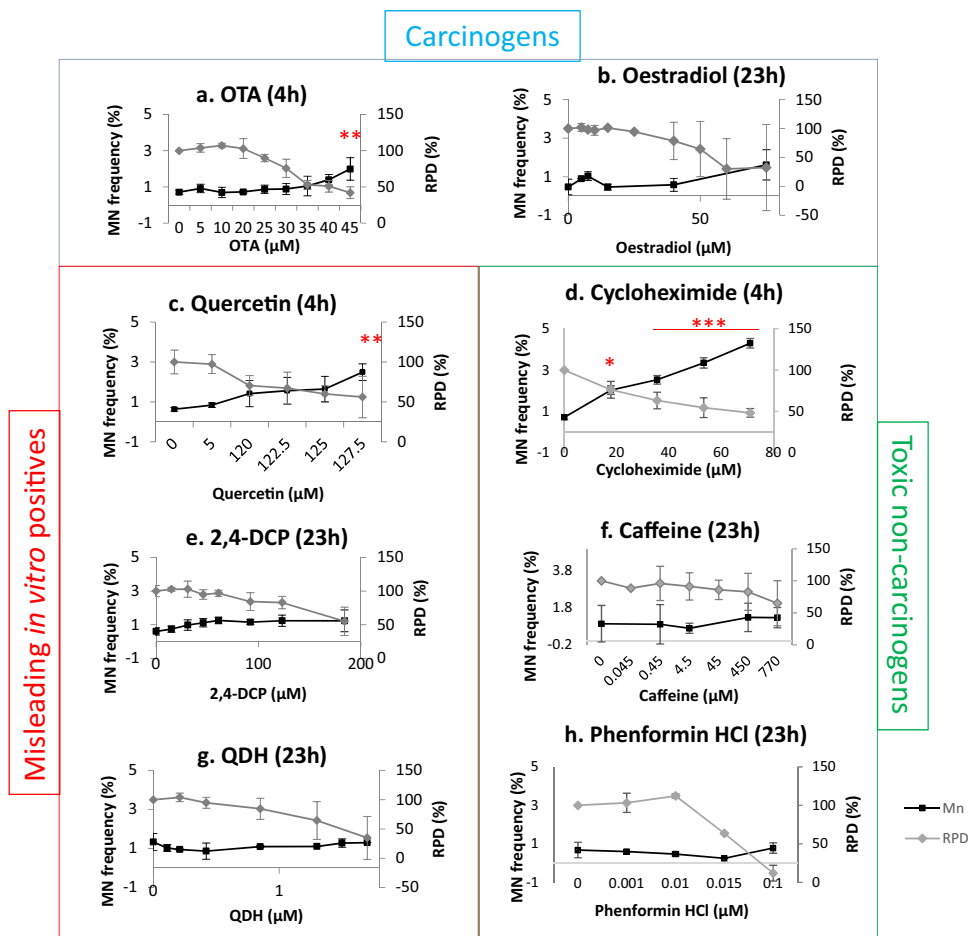 Carcinogens
a. OTA (4h)
MN frequency (%)
5
3
1
-1
**
150
100
50
0
RPD (%)
0 5 10 20 25 30 35 40 45
OTA (µM)
b. Oestradiol (23h)
MN frequency (%)
5
3
1
-1
150
100
50
0
-50
RPD (%)
0 50
Oestradiol (µM)
Misleading in vitro positives
c. Quercetin (4h)
MN frequency (%)
5
3
1
-1
**
150
100
50
0
RPD (%)
0 5 120 122.5 125 127.5
Quercetin (µM)
d. Cycloheximide (4h)
MN frequency (%)
5
3
1
-1
*
***
150
100
50
0
RPD (%)
0 20 40 60 80
Cycloheximide (µM)
Toxic non-carcinogens
e. 2,4-DCP (23h)
MN frequency (%)
5
3
1
-1
150
100
50
0
RPD (%)
0 100 200
2,4-DCP (µM)
f. Caffeine (23h)
MN frequency (%)
3.8
1.8
-0.2
150
100
50
0
RPD (%)
0 0.045 0.45 4.5 45 450 770
Caffeine (µM)
g. QDH (23h)
MN frequency (%)
5
3
1
-1
150
100
50
0
-50
RPD (%)
0 1
QDH (µM)
h. Phenformin HCl (23h)
MN frequency (%)
5
3
1
-1
150
100
50
0
RPD (%)
0 0.001 0.01 0.015 0.1
Phenformin HCl (µM)
Mn
RPD